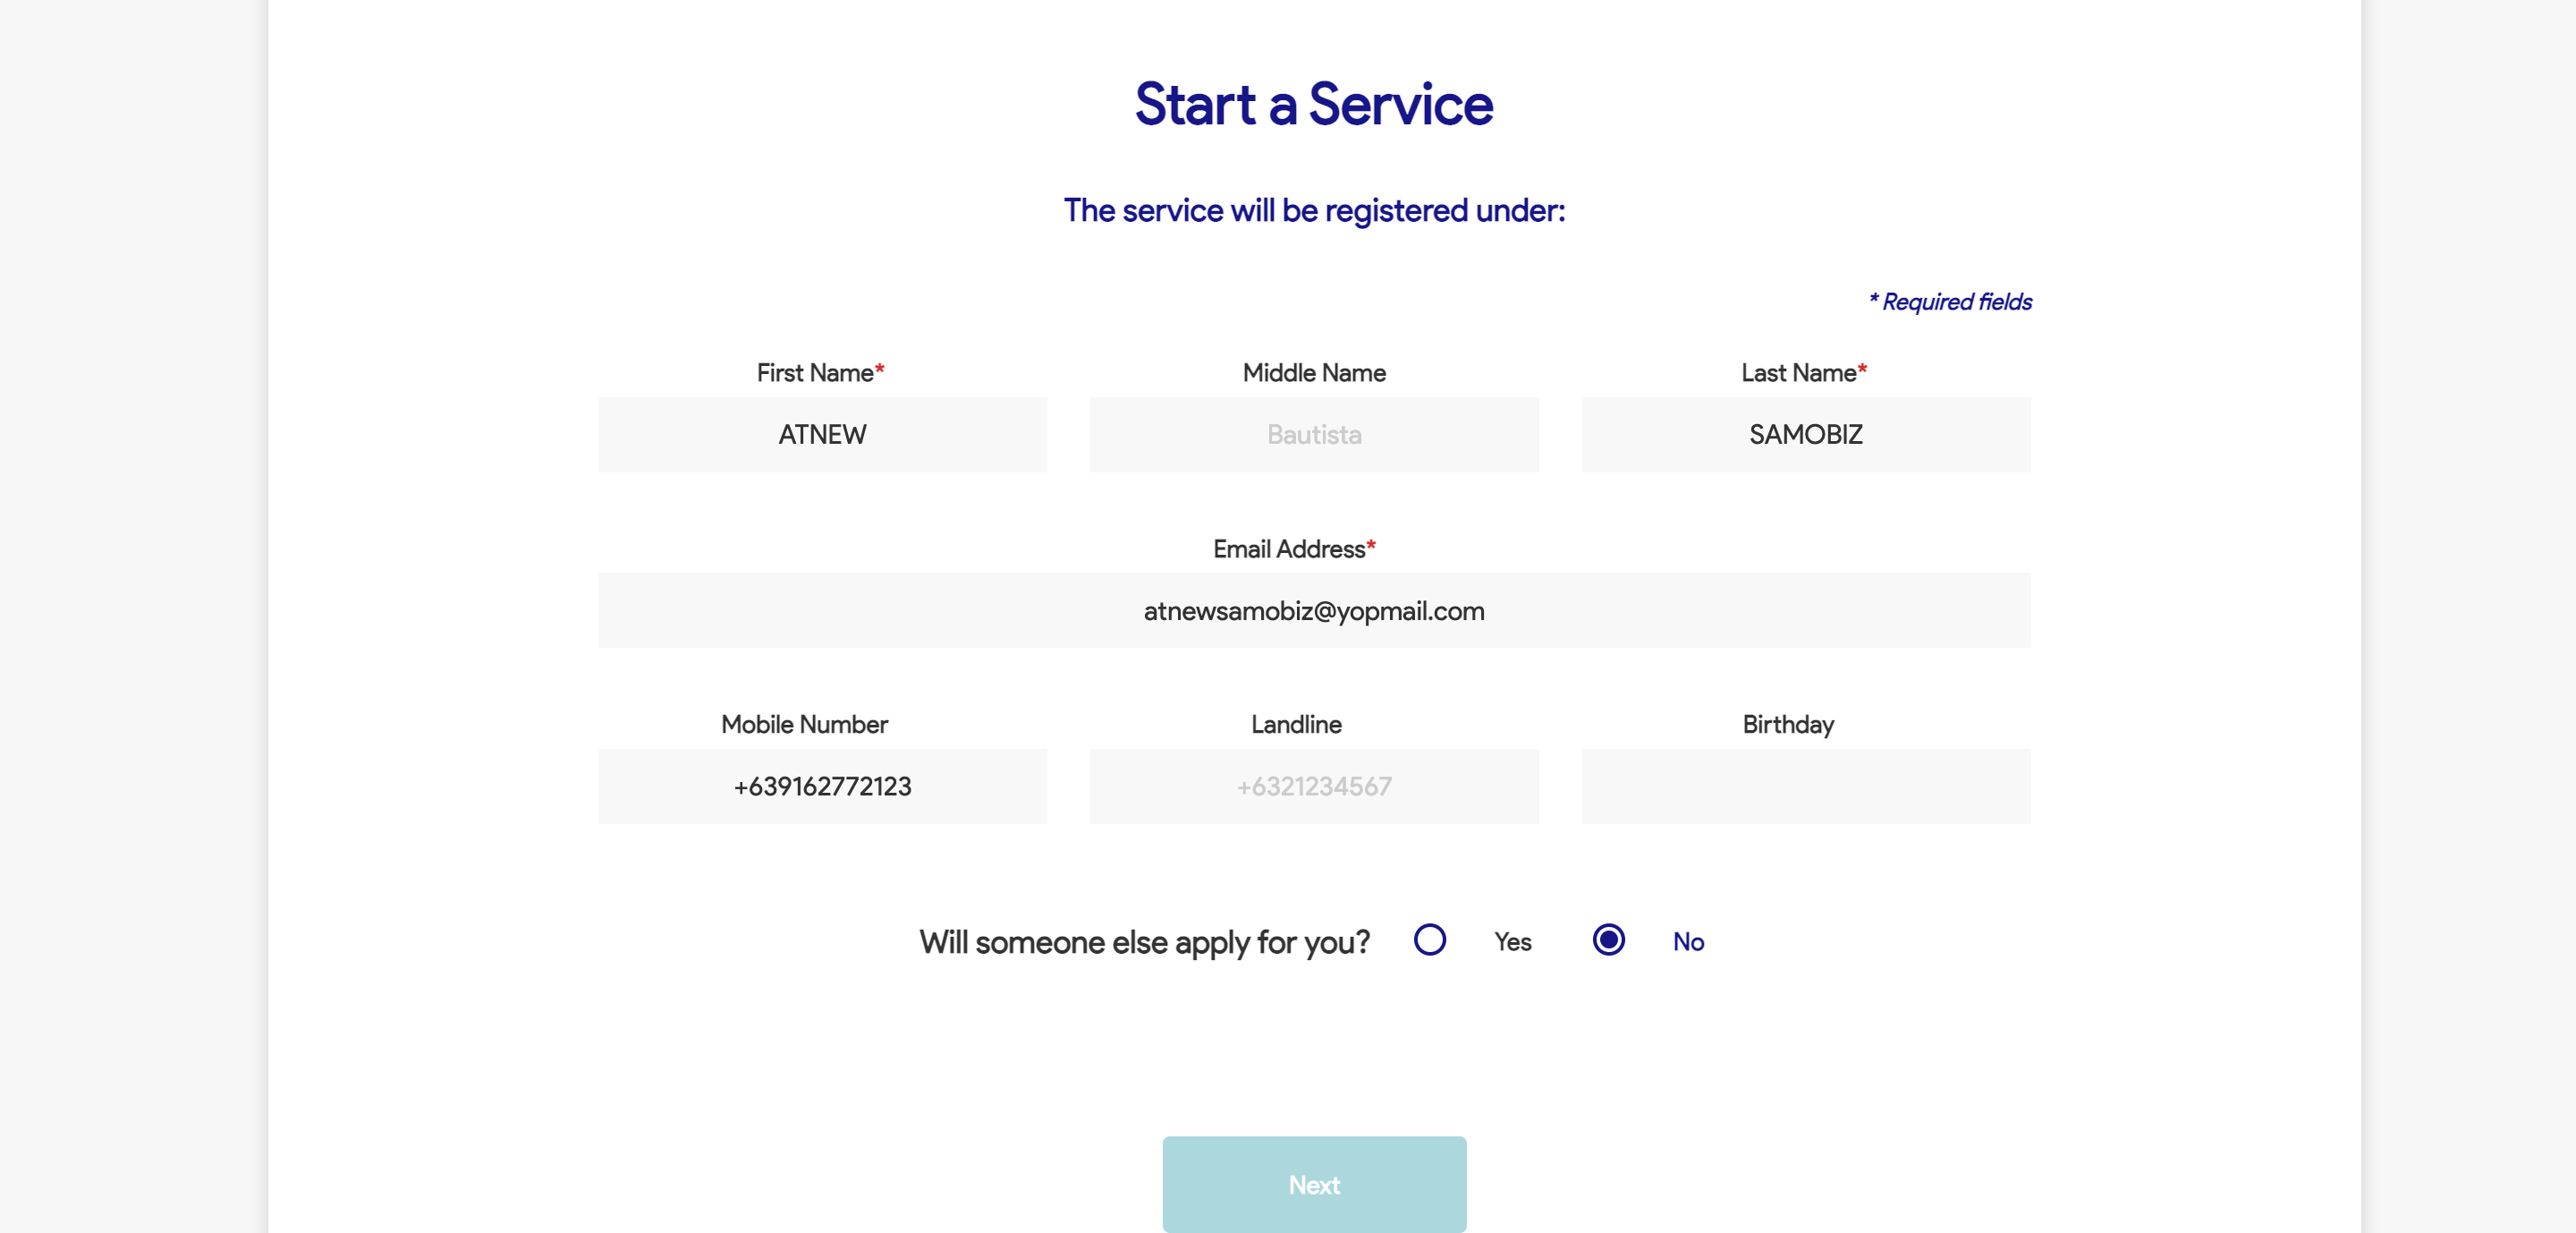 Start a Service
The service will be registered under:
* Required fields
First Name* Middle Name Last Name*
ATNEW Bautista SAMOBIZ
Email Address*
atnewsamobiz@yopmail.com
Mobile Number Landline Birthday
+639162772123 +6321234567
Will someone else apply for you? Yes No
Next